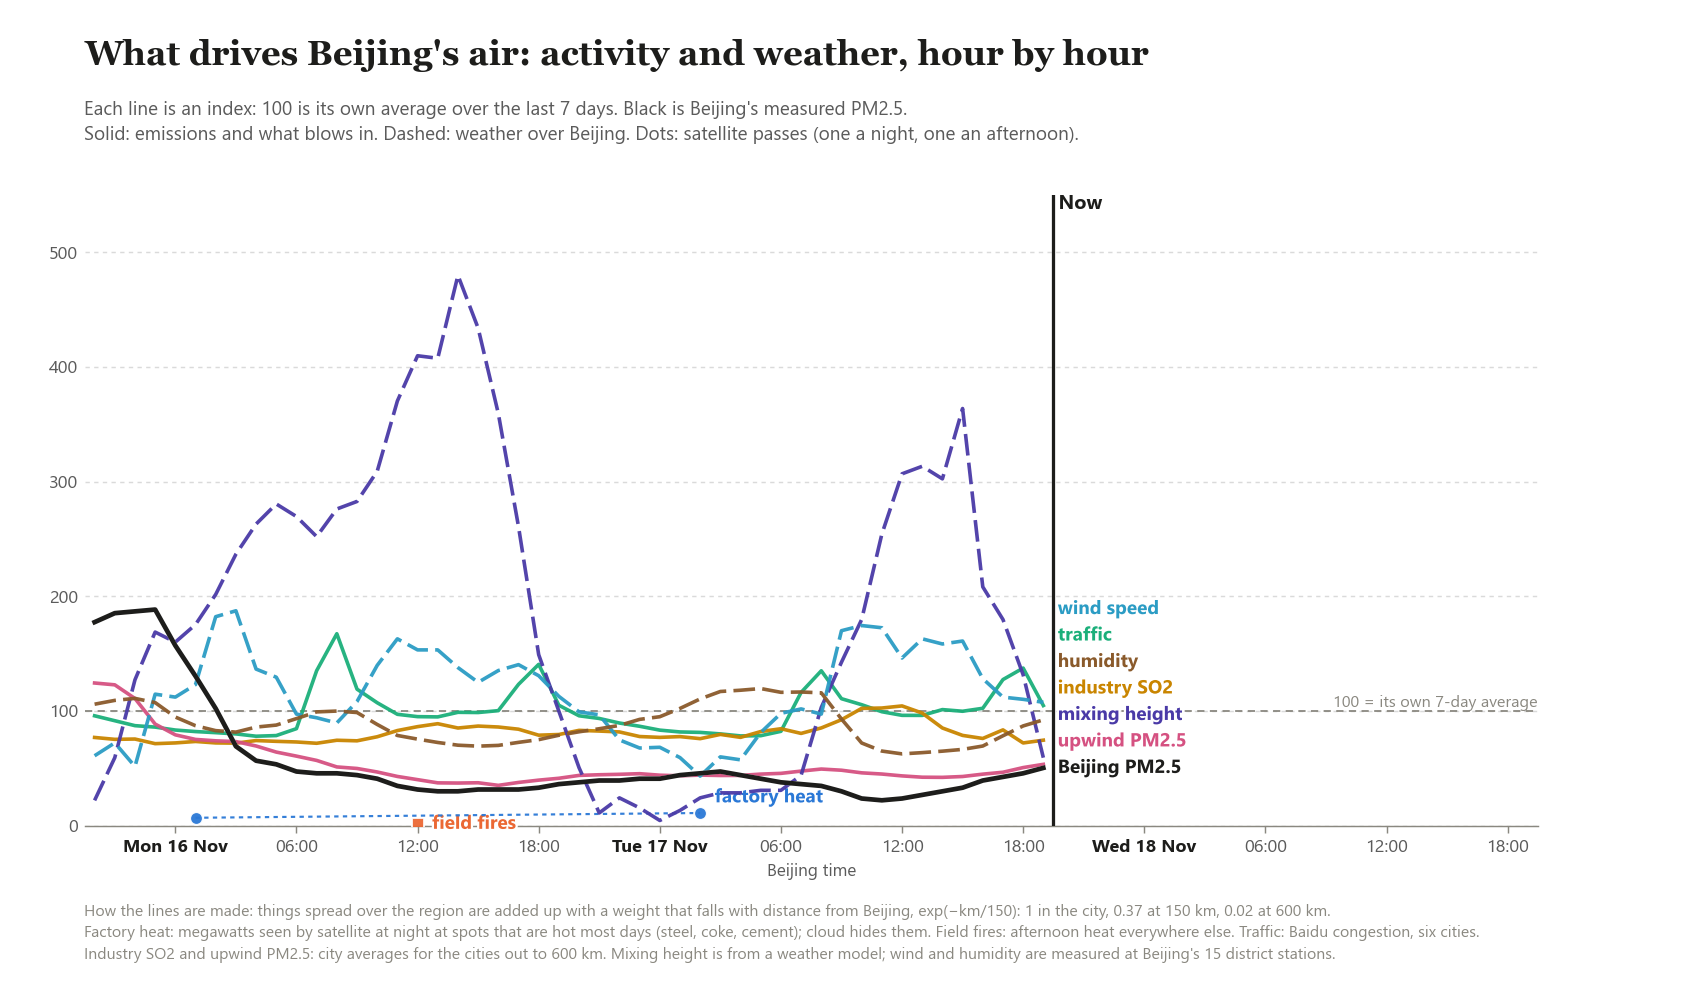 What drives Beijing's air: activity and weather, hour by hour
Each line is an index: 100 is its own average over the last 7 days. Black is Beijing's measured PM2.5.
Solid: emissions and what blows in. Dashed: weather over Beijing. Dots: satellite passes (one a night, one an afternoon).
Now
500
400
300
200
100
0
wind speed
traffic
humidity
industry SO2
100 = its own 7-day average
mixing height
upwind PM2.5
Beijing PM2.5
factory heat
field fires
Mon 16 Nov 06:00 12:00 18:00 Tue 17 Nov 06:00 12:00 18:00 Wed 18 Nov 06:00 12:00 18:00
Beijing time
How the lines are made: things spread over the region are added up with a weight that falls with distance from Beijing, exp(−km/150): 1 in the city, 0.37 at 150 km, 0.02 at 600 km.
Factory heat: megawatts seen by satellite at night at spots that are hot most days (steel, coke, cement); cloud hides them. Field fires: afternoon heat everywhere else. Traffic: Baidu congestion, six cities.
Industry SO2 and upwind PM2.5: city averages for the cities out to 600 km. Mixing height is from a weather model; wind and humidity are measured at Beijing's 15 district stations.